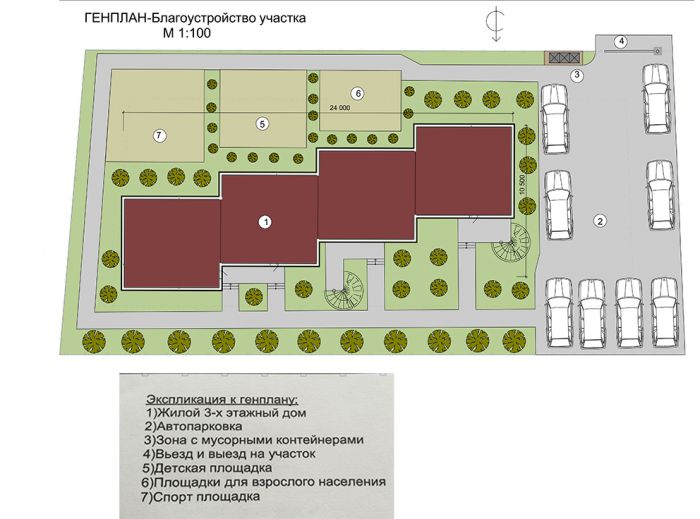 ГЕНПЛАН-Благоустройство участка
М 1:100
4
3
6
24 000
5
7
10 500
1
2
Экспликация к генплану:
1)Жилой 3-х этажный дом
2)Автопарковка
3)Зона с мусорными контейнерами
4)Вьезд и выезд на участок
5)Детская площадка
6)Площадки для взрослого населения
7)Спорт площадка